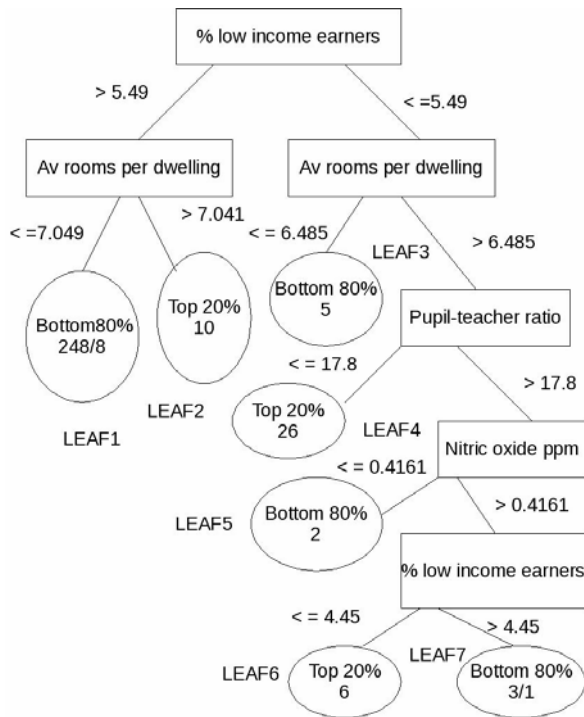 % low income earners
> 5.49
< =5.49
Av rooms per dwelling
Av rooms per dwelling
< =7.049
> 7.041
< = 6.485
LEAF3
> 6.485
Bottom80%
248/8
Top 20%
10
Bottom 80%
5
Pupil-teacher ratio
LEAF1
LEAF2
< = 17.8
> 17.8
Top 20%
26
LEAF4
Nitric oxide ppm
< = 0.4161
> 0.4161
LEAF5
Bottom 80%
2
% low income earners
< = 4.45
> 4.45
LEAF6
Top 20%
6
LEAF7
Bottom 80%
3/1